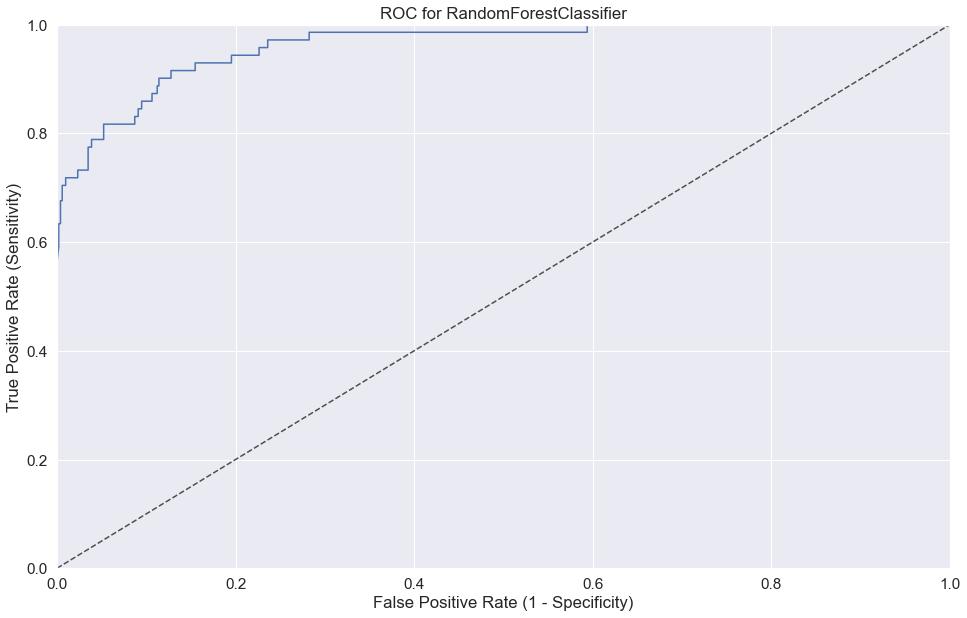 ROC for RandomForestClassifier
1.0
0.8
0.6
0.4
0.2
0.0
True Positive Rate (Sensitivity)
0.0 0.2 0.4 0.6 0.8 1.0
False Positive Rate (1 - Specificity)